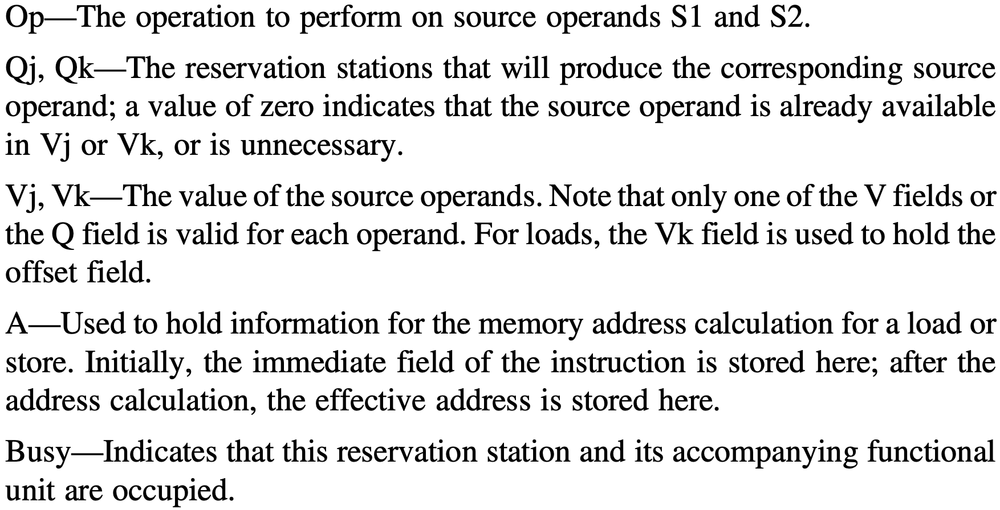 Op—The operation to perform on source operands S1 and S2.
Qj, Qk—The reservation stations that will produce the corresponding source
operand; a value of zero indicates that the source operand is already available
in Vj or Vk, or is unnecessary.
Vj, Vk—The value of the source operands. Note that only one of the V fields or
the Q field is valid for each operand. For loads, the Vk field is used to hold the
offset field.
A—Used to hold information for the memory address calculation for a load or
store. Initially, the immediate field of the instruction is stored here; after the
address calculation, the effective address is stored here.
Busy—Indicates that this reservation station and its accompanying functional
unit are occupied.